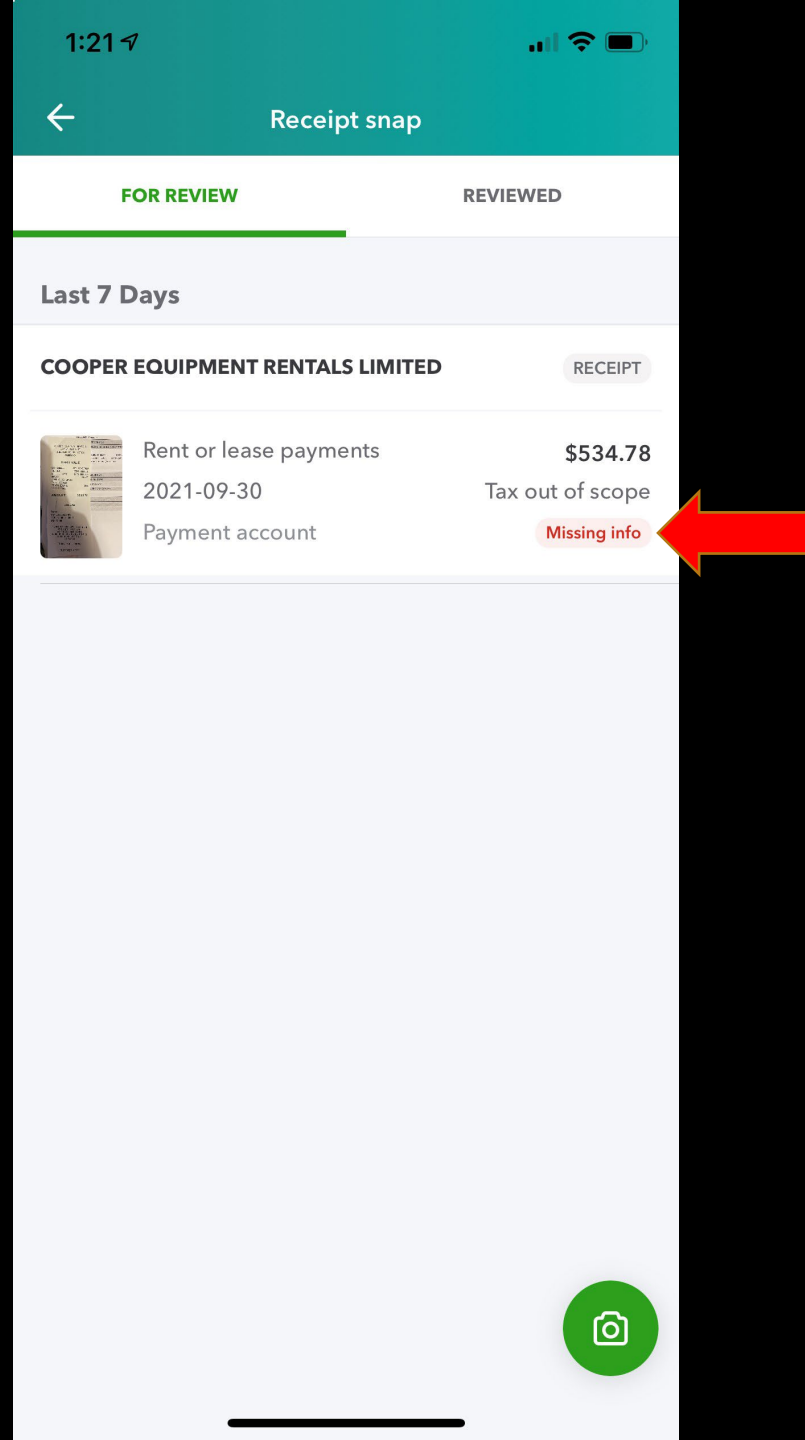 1:21
Receipt snap
FOR REVIEW
REVIEWED
Last 7 Days
COOPER EQUIPMENT RENTALS LIMITED
RECEIPT
Rent or lease payments
$534.78
2021-09-30
Tax out of scope
Payment account
Missing info